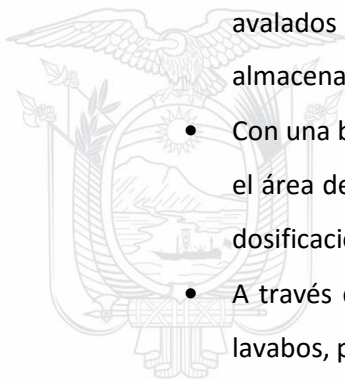 avalados
almacena
• Con una b
el área de
dosificació
• A través
lavabos, p